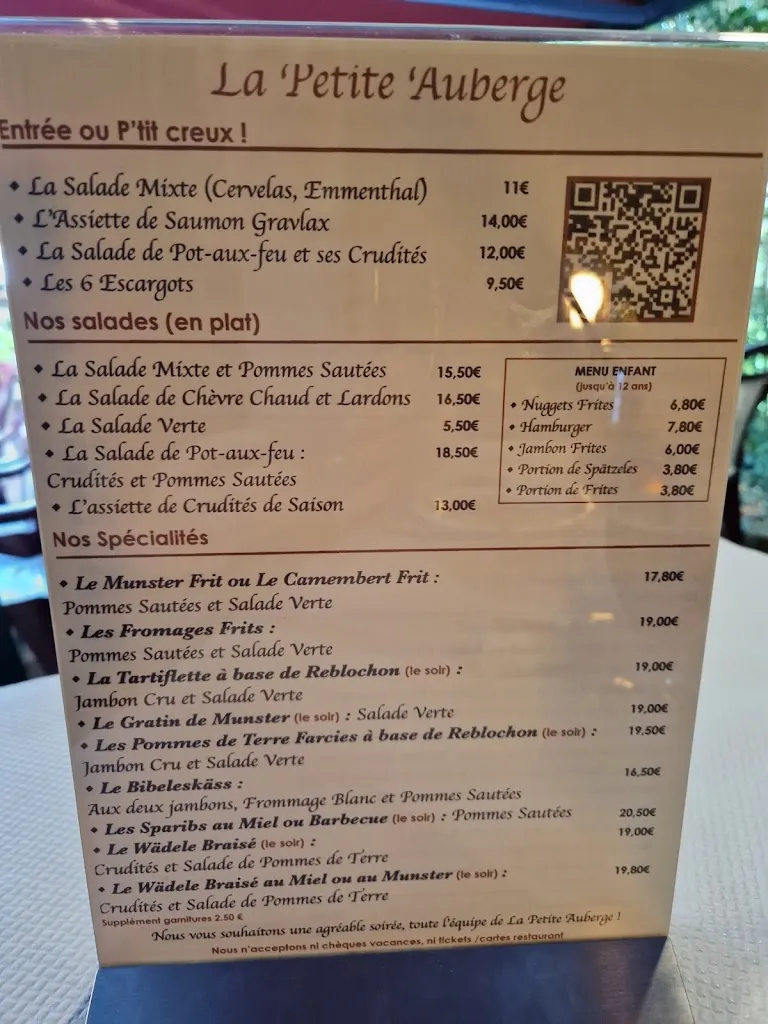 La Petite Auberge
Entrée ou P'tit creux !
◆ La Salade Mixte (Cervelas, Emmenthal) 11€
◆ L'Assiette de Saumon Gravlax 14,00€
◆ La Salade de Pot-aux-feu et ses Crudités 12,00€
◆ Les 6 Escargots 9,50€
Nos salades (en plat)
◆ La Salade Mixte et Pommes Sautées 15,50€
◆ La Salade de Chèvre Chaud et Lardons 16,50€
◆ La Salade Verte 5,50€
◆ La Salade de Pot-aux-feu : 18,50€
Crudités et Pommes Sautées
◆ L'assiette de Crudités de Saison 13,00€
MENU ENFANT
(jusqu'à 12 ans)
◆ Nuggets Frites 6,80€
◆ Hamburger 7,80€
◆ Jambon Frites 6,00€
◆ Portion de Spätzeles 3,80€
◆ Portion de Frites 3,80€
Nos Spécialités
◆ Le Munster Frit ou Le Camembert Frit : 17,80€
Pommes Sautées et Salade Verte
◆ Les Fromages Frits : 19,00€
Pommes Sautées et Salade Verte
◆ La Tartiflette à base de Reblochon (le soir) : 19,00€
Jambon Cru et Salade Verte
◆ Le Gratin de Munster (le soir) : Salade Verte 19,00€
◆ Les Pommes de Terre Farcies à base de Reblochon (le soir) : 19,50€
Jambon Cru et Salade Verte
◆ Le Bibeleskäss : 16,50€
Aux deux jambons, Frommage Blanc et Pommes Sautées
◆ Les Sparibs au Miel ou Barbecue (le soir) : Pommes Sautées 20,50€
◆ Le Wädele Braisé (le soir) : 19,00€
Crudités et Salade de Pommes de Terre
◆ Le Wädele Braisé au Miel ou au Munster (le soir) : 19,80€
Crudités et Salade de Pommes de Terre
Supplément garnitures 2.50 €
Nous vous souhaitons une agréable soirée, toute l'équipe de La Petite Auberge !
Nous n'acceptons ni chèques vacances, ni tickets /cartes restaurant